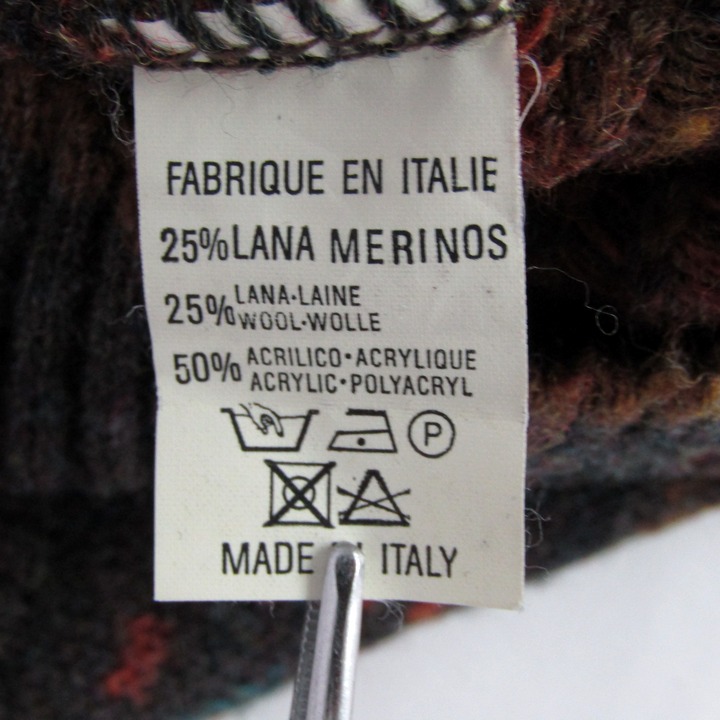 FABRIQUE EN ITALIE
25% LANA MERINOS
25% LANA·LAINE
WOOL·WOLLE
50% ACRILICO·ACRYLIQUE
ACRYLIC·POLYACRYL
P
MADE ITALY